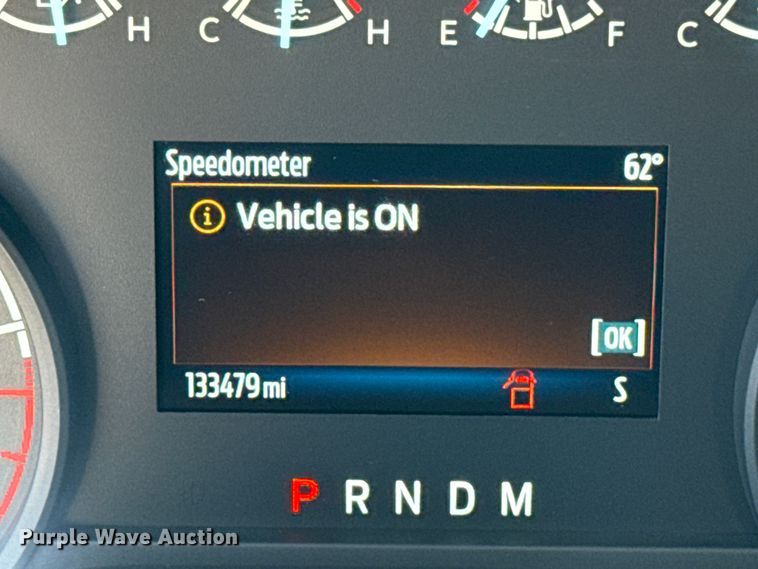 H C H E F C
Speedometer 62°
i Vehicle is ON
[OK]
133479 mi S
P R N D M
Purple Wave Auction